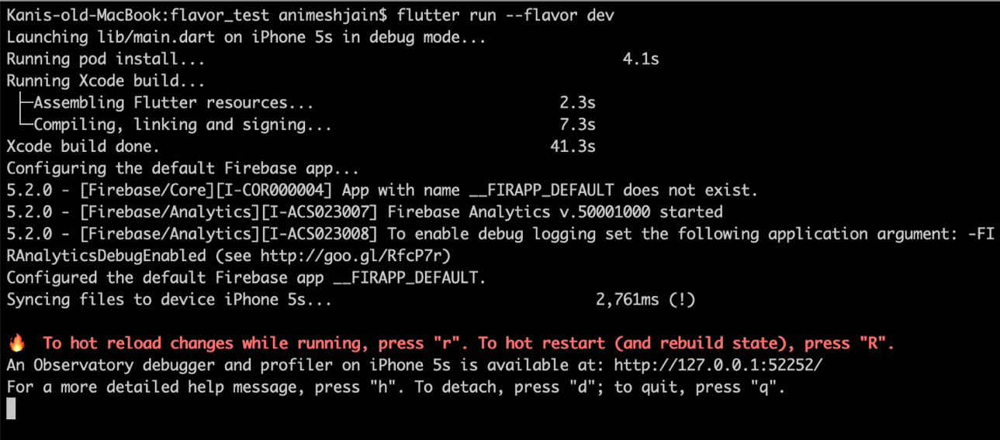 Kanis-old-MacBook:flavor_test animeshjain$ flutter run --flavor dev
Launching lib/main.dart on iPhone 5s in debug mode...
Running pod install...                                              4.1s
Running Xcode build...
 ├─Assembling Flutter resources...                           2.3s
 └─Compiling, linking and signing...                         7.3s
Xcode build done.                                           41.3s
Configuring the default Firebase app...
5.2.0 - [Firebase/Core][I-COR000004] App with name __FIRAPP_DEFAULT does not exist.
5.2.0 - [Firebase/Analytics][I-ACS023007] Firebase Analytics v.50001000 started
5.2.0 - [Firebase/Analytics][I-ACS023008] To enable debug logging set the following application argument: -FI
RAnalyticsDebugEnabled (see http://goo.gl/RfcP7r)
Configured the default Firebase app __FIRAPP_DEFAULT.
Syncing files to device iPhone 5s...                             2,761ms (!)
🔥  To hot reload changes while running, press "r". To hot restart (and rebuild state), press "R".
An Observatory debugger and profiler on iPhone 5s is available at: http://127.0.0.1:52252/
For a more detailed help message, press "h". To detach, press "d"; to quit, press "q".